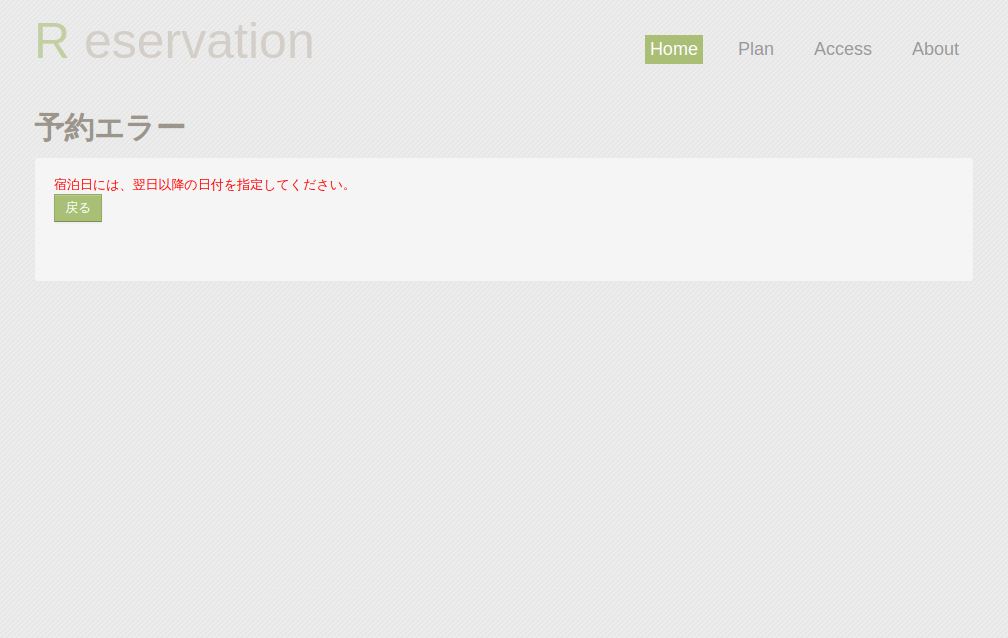 R eservation
Home Plan Access About
予約エラー
宿泊日には、翌日以降の日付を指定してください。
戻る